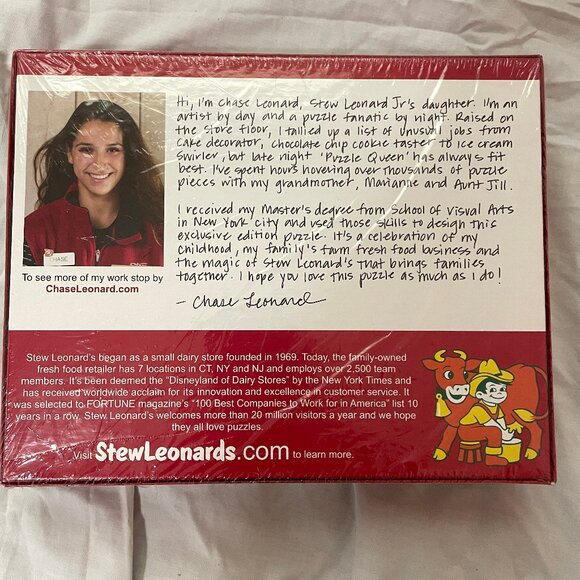 Hi, I'm Chase Leonard, Stew Leonard Jr's daughter. I'm an
artist by day and a puzzle fanatic by night. Raised on
the store floor, I tallied up a list of unusual jobs from
cake decorator, chocolate chip cookie taster to ice cream
swirler, but late night 'Puzzle Queen' has always fit
best. I've spent hours hovering over thousands of puzzle
pieces with my grandmother, Marianne and Aunt Jill.
I received my Master's degree from School of Visual Arts
in New York city and used those skills to design this
exclusive edition puzzle. It's a celebration of my
childhood, my family's farm fresh food business and
the magic of Stew Leonard's that brings families
together. I hope you love this puzzle as much as I do!
- Chase Leonard
CHASE
To see more of my work stop by
ChaseLeonard.com
Stew Leonard's began as a small dairy store founded in 1969. Today, the family-owned
fresh food retailer has 7 locations in CT, NY and NJ and employs over 2,500 team
members. It's been deemed the "Disneyland of Dairy Stores" by the New York Times and
has received worldwide acclaim for its innovation and excellence in customer service. It
was selected to FORTUNE magazine's "100 Best Companies to Work for in America" list 10
years in a row. Stew Leonard's welcomes more than 20 million visitors a year and we hope
they all love puzzles.
Visit StewLeonards.com to learn more.